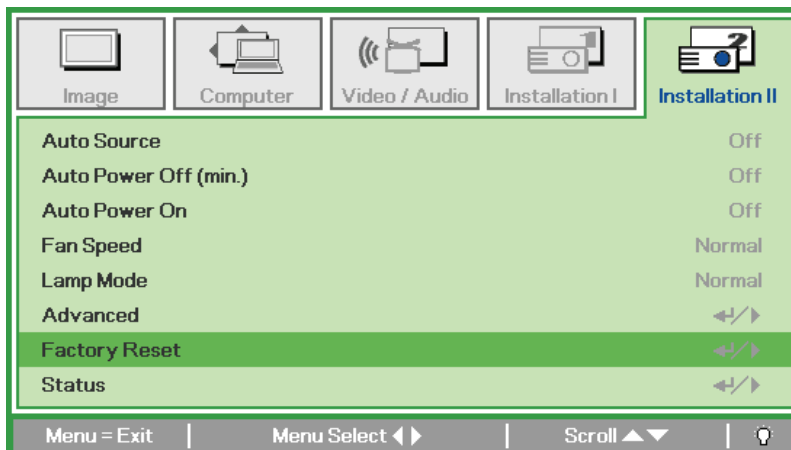 Image Computer Video / Audio Installation I Installation II
Auto Source Off
Auto Power Off (min.) Off
Auto Power On Off
Fan Speed Normal
Lamp Mode Normal
Advanced
Factory Reset
Status
Menu = Exit Menu Select Scroll